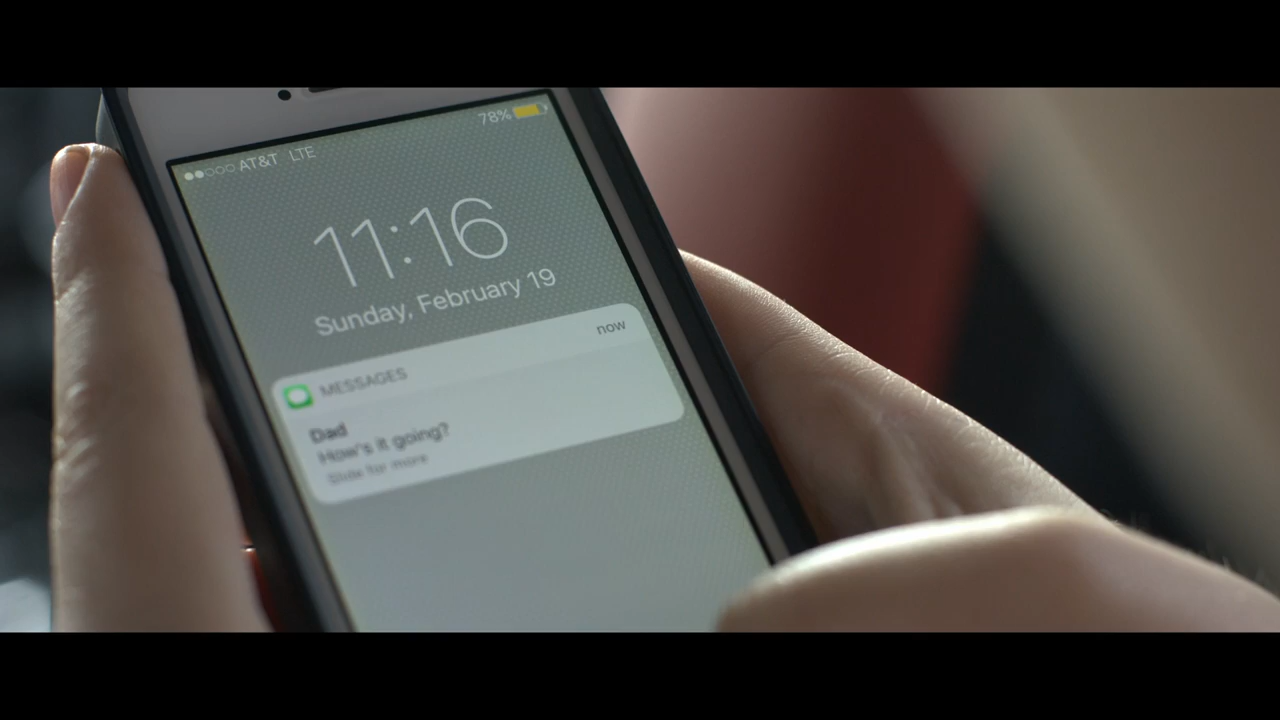 78%
AT&T LTE
11:16
Sunday, February 19
MESSAGES
now
Dad
How's it going?
Slide for more